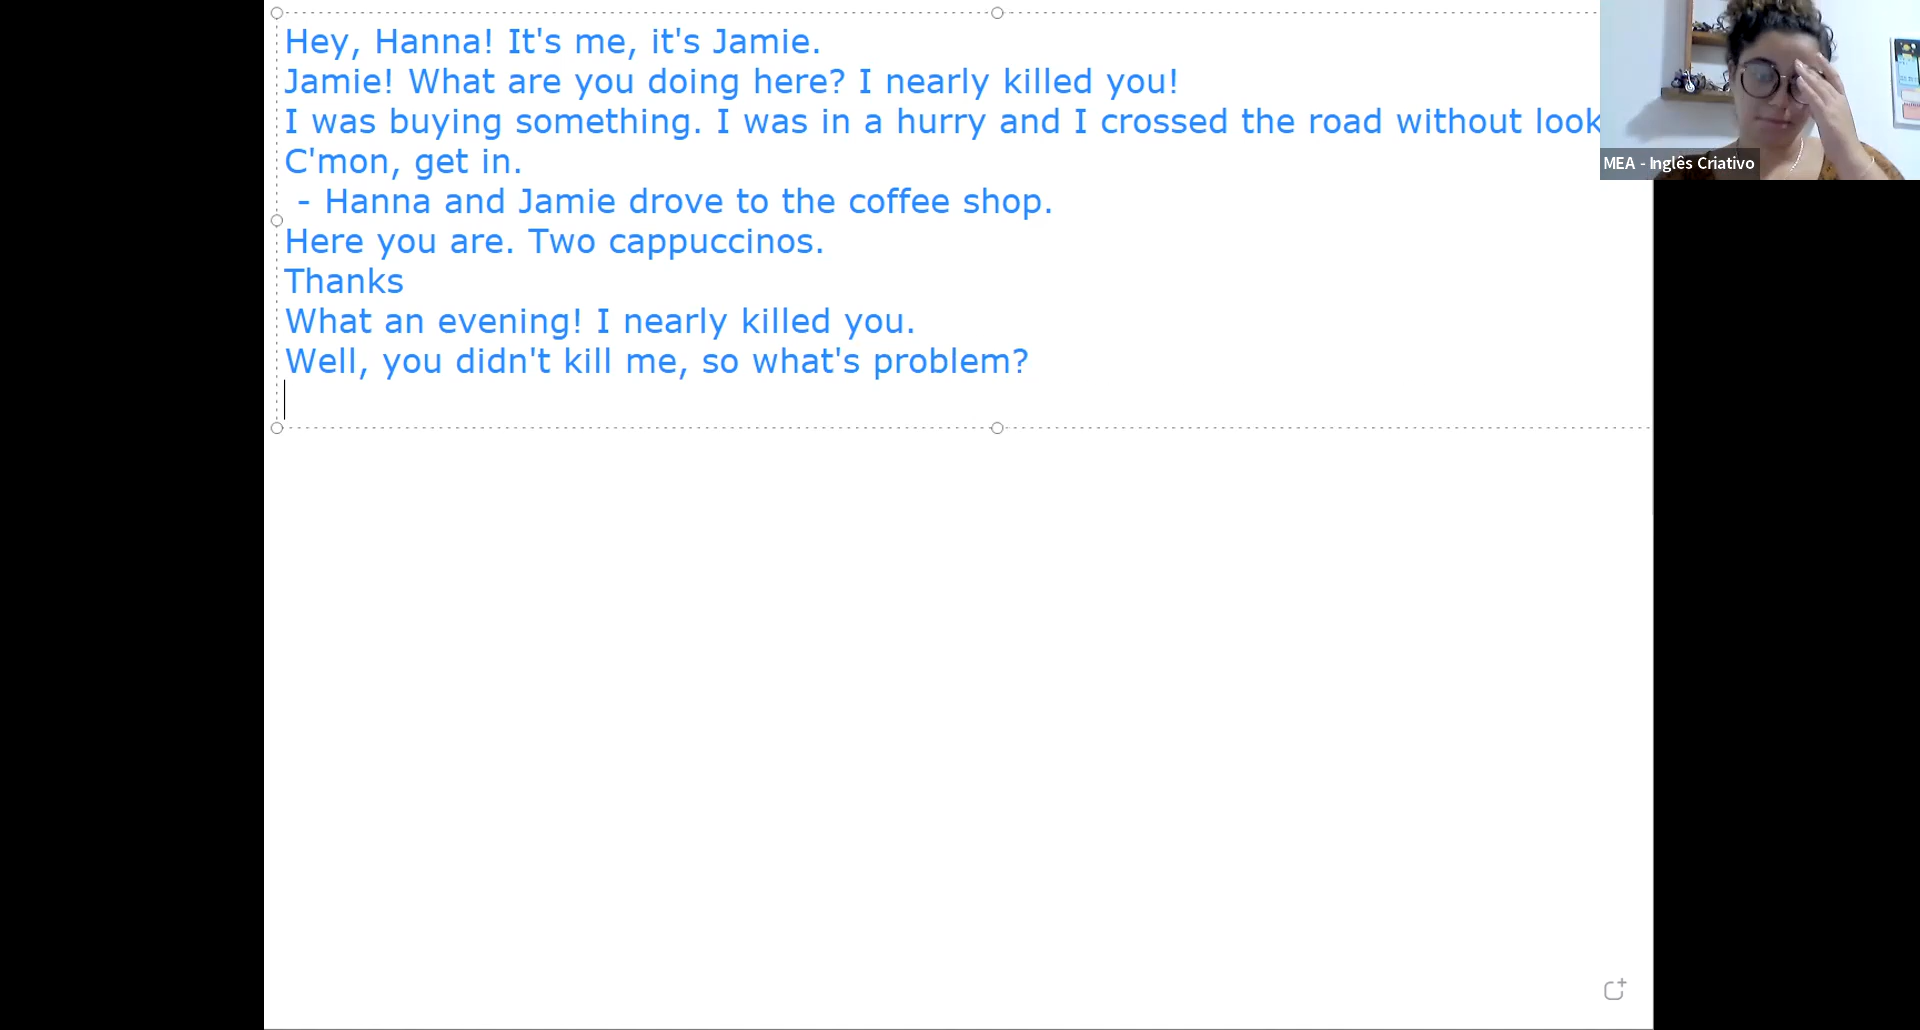 Hey, Hanna! It's me, it's Jamie.
Jamie! What are you doing here? I nearly killed you!
I was buying something. I was in a hurry and I crossed the road without look
C'mon, get in.
- Hanna and Jamie drove to the coffee shop.
Here you are. Two cappuccinos.
Thanks
What an evening! I nearly killed you.
Well, you didn't kill me, so what's problem?
MEA - Inglês Criativo